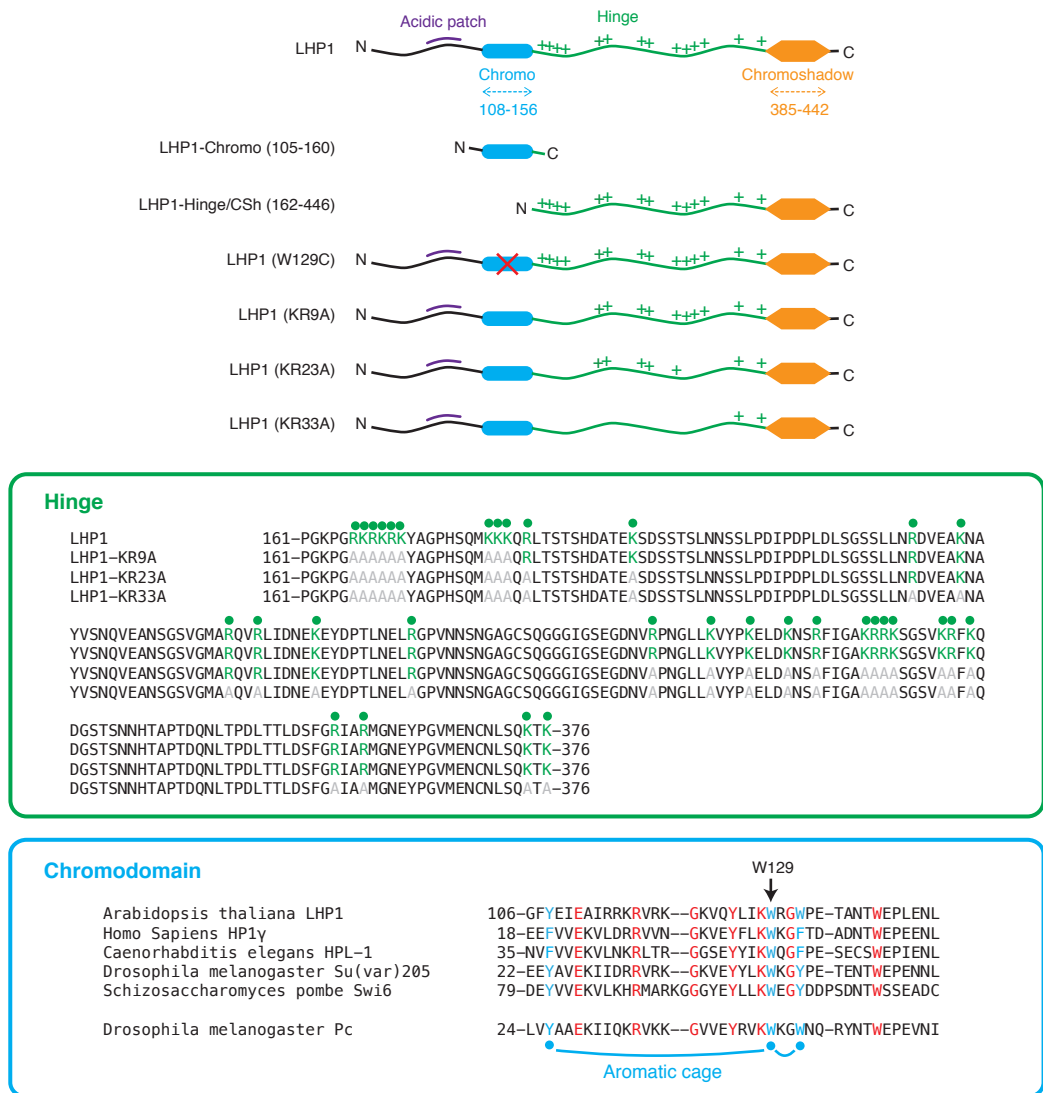 Acidic patch
Hinge
LHP1 N ++++ ++ ++ ++++ + + C
Chromo
Chromoshadow
108-156
385-442
LHP1-Chromo (105-160) N C
LHP1-Hinge/CSh (162-446) N ++++ ++ ++ ++++ + + C
LHP1 (W129C) N ++++ ++ ++ ++++ + + C
LHP1 (KR9A) N ++ ++ ++++ + + C
LHP1 (KR23A) N ++ ++ + + + C
LHP1 (KR33A) N + + C
Hinge
LHP1 161-PGKPGRKRKRKYAGPHSQMKKKQRLTSTSHDATEKSDSSTSLNNSSLPDIPDPLDLSGSSLLNRDVEAKNA
LHP1-KR9A 161-PGKPGAAAAAAYAGPHSQMAAAQRLTSTSHDATEKSDSSTSLNNSSLPDIPDPLDLSGSSLLNRDVEAKNA
LHP1-KR23A 161-PGKPGAAAAAAYAGPHSQMAAAQALTSTSHDATEASDSSTSLNNSSLPDIPDPLDLSGSSLLNRDVEAKNA
LHP1-KR33A 161-PGKPGAAAAAAYAGPHSQMAAAQALTSTSHDATEASDSSTSLNNSSLPDIPDPLDLSGSSLLNADVEAANA
YVSNQVEANSGSVGMARQVRLIDNEKEYDPTLNELRGPVNNSNGAGCSQGGGIGSEGDNVRPNGLLKVYPKELDKNSRFIGAKRRKSGSVKRFKQ
YVSNQVEANSGSVGMARQVRLIDNEKEYDPTLNELRGPVNNSNGAGCSQGGGIGSEGDNVRPNGLLKVYPKELDKNSRFIGAKRRKSGSVKRFKQ
YVSNQVEANSGSVGMARQVRLIDNEKEYDPTLNELRGPVNNSNGAGCSQGGGIGSEGDNVAPNGLLAVYPAELDANSAFIGAAAAASGSVAAFAQ
YVSNQVEANSGSVGMAAQVALIDNEAEYDPTLNELAGPVNNSNGAGCSQGGGIGSEGDNVAPNGLLAVYPAELDANSAFIGAAAAASGSVAAFAQ
DGSTSNNHTAPTDQNLTPDLTTLDSFGRIARMGNEYPGVMENCNLSQKTK-376
DGSTSNNHTAPTDQNLTPDLTTLDSFGRIARMGNEYPGVMENCNLSQKTK-376
DGSTSNNHTAPTDQNLTPDLTTLDSFGRIARMGNEYPGVMENCNLSQKTK-376
DGSTSNNHTAPTDQNLTPDLTTLDSFGAIAAMGNEYPGVMENCNLSQATA-376
Chromodomain
W129
Arabidopsis thaliana LHP1 106-GFYEIEAIRRKRVRK--GKVQYLIKWRGWPE-TANTWEPLENL
Homo Sapiens HP1γ 18-EEFVVEKVLDRRVVN--GKVEYFLKWKGFTD-ADNTWEPEENL
Caenorhabditis elegans HPL-1 35-NVFVVEKVLNKRLTR--GGSEYYIKWQGFPE-SECSWEPIENL
Drosophila melanogaster Su(var)205 22-EEYAVEKIIDRRVRK--GKVEYYLKWKGYPE-TENTWEPENNL
Schizosaccharomyces pombe Swi6 79-DEYVVEKVLKHRMARKGGGYEYLLKWEGYDDPSDNTWSSEADC
Drosophila melanogaster Pc 24-LVYAAEKIIQKRVKK--GVVEYRVKWKGWNQ-RYNTWEPEVNI
Aromatic cage